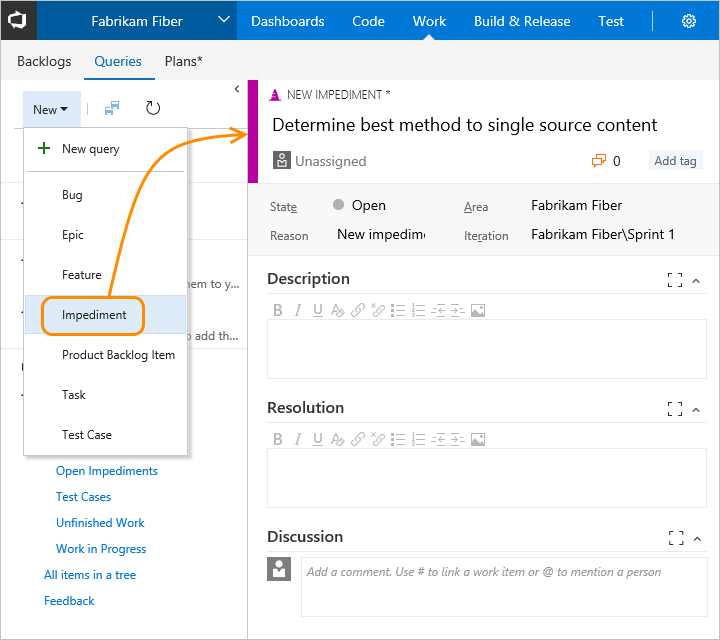 Fabrikam Fiber
Dashboards Code Work Build & Release Test
Backlogs Queries Plans*
New
New query
Bug
Epic
Feature
Impediment
Product Backlog Item
Task
Test Case
hem to y...
add th...
Open Impediments
Test Cases
Unfinished Work
Work in Progress
All items in a tree
Feedback
NEW IMPEDIMENT *
Determine best method to single source content
Unassigned
0
Add tag
State Open Area Fabrikam Fiber
Reason New impedim Iteration Fabrikam Fiber\Sprint 1
Description
B I U
Resolution
B I U
Discussion
Add a comment. Use # to link a work item or @ to mention a person